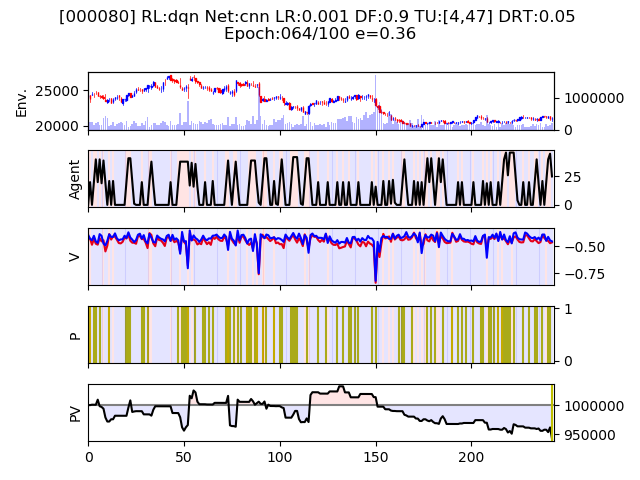 [000080] RL:dqn Net:cnn LR:0.001 DF:0.9 TU:[4,47] DRT:0.05
Epoch:064/100 e=0.36
Env.
25000
20000
1000000
0
Agent
25
0
V
−0.50
−0.75
P
1
0
PV
1000000
950000
0 50 100 150 200